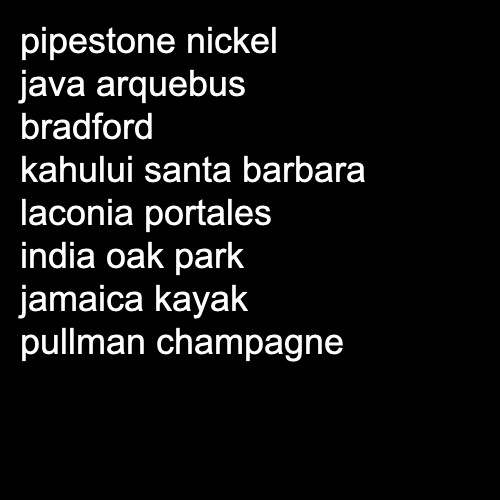 pipestone nickel
java arquebus
bradford
kahului santa barbara
laconia portales
india oak park
jamaica kayak
pullman champagne